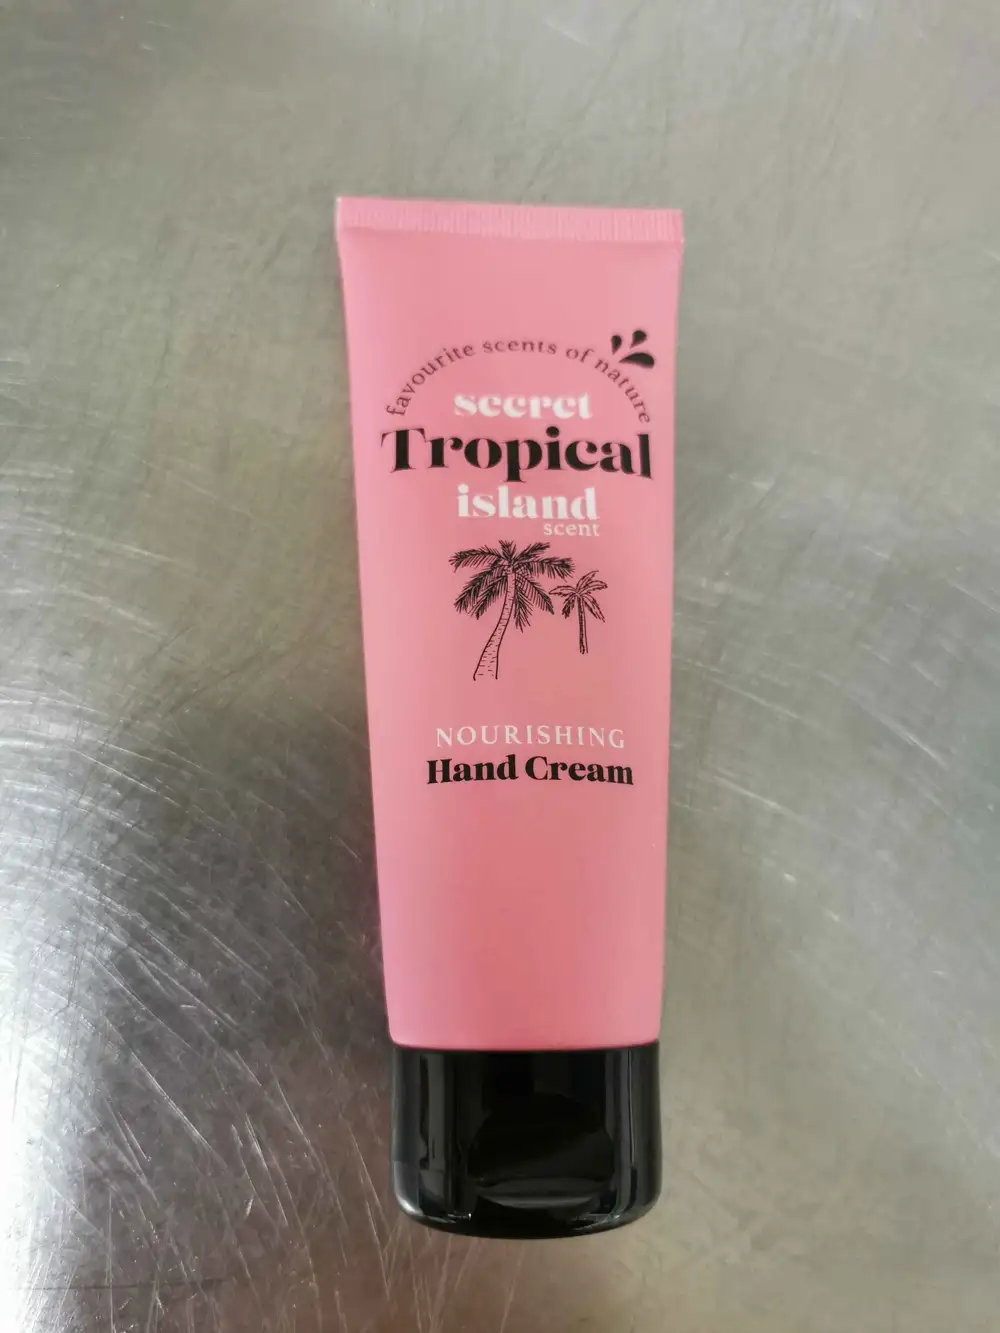 favourite scents of nature
secret
Tropical
island
scent
NOURISHING
Hand Cream